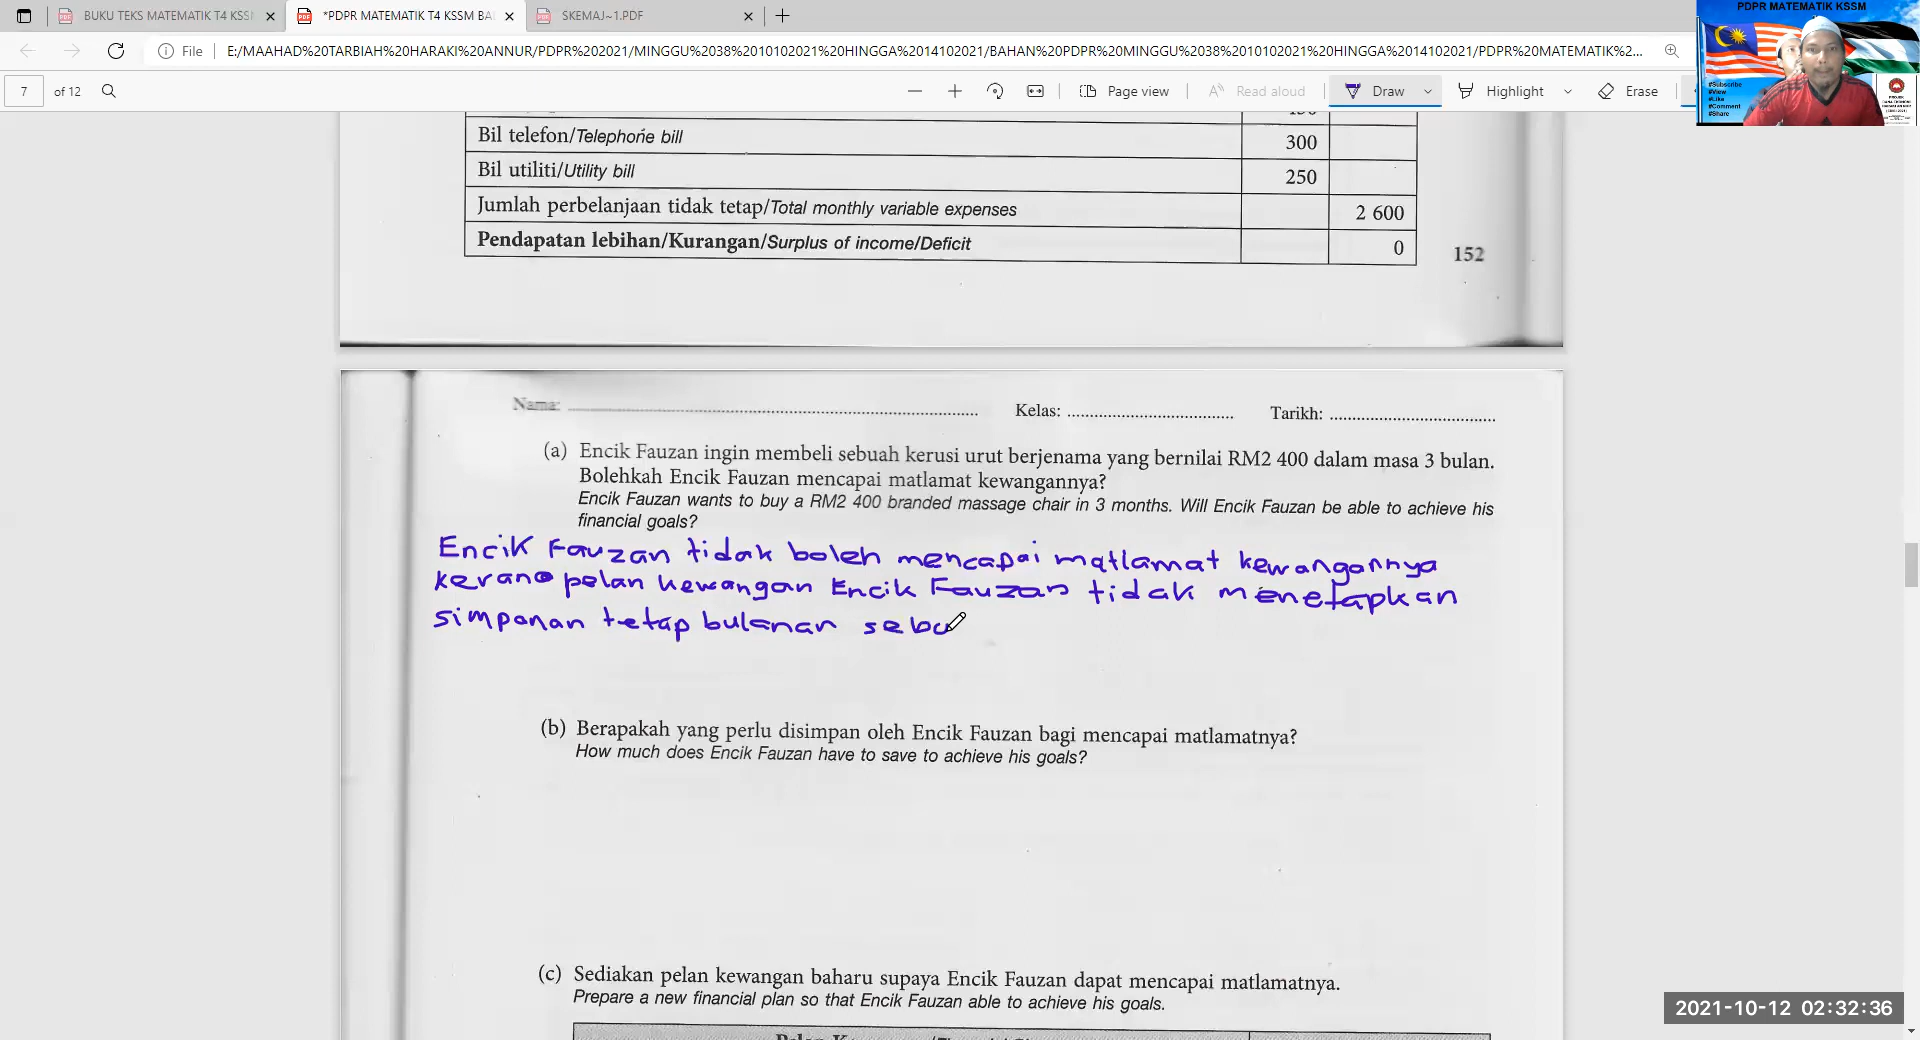 BUKU TEKS MATEMATIK T4 KSSM
*PDPR MATEMATIK T4 KSSM BA
SKEMAJ~1.PDF
File
E:/MAAHAD%20TARBIAH%20HARAKI%20ANNUR/PDPR%202021/MINGGU%2038%2010102021%20HINGGA%2014102021/BAHAN%20PDPR%20MINGGU%2038%2010102021%20HINGGA%2014102021/PDPR%20MATEMATIK%2...
7 of 12
Page view
Read aloud
Draw
Highlight
Erase
PDPR MATEMATIK KSSM
#Subscribe
#View
#Like
#Comment
#Share
Bil telefon/Telephone bill 300
Bil utiliti/Utility bill 250
Jumlah perbelanjaan tidak tetap/Total monthly variable expenses 2 600
Pendapatan lebihan/Kurangan/Surplus of income/Deficit 0
152
Nama: Kelas: Tarikh:
(a) Encik Fauzan ingin membeli sebuah kerusi urut berjenama yang bernilai RM2 400 dalam masa 3 bulan.
Bolehkah Encik Fauzan mencapai matlamat kewangannya?
Encik Fauzan wants to buy a RM2 400 branded massage chair in 3 months. Will Encik Fauzan be able to achieve his
financial goals?
Encik Fauzan tidak boleh mencapai matlamat kewangannya
kerana pelan kewangan Encik Fauzan tidak menetapkan
simpanan tetap bulanan sebu
(b) Berapakah yang perlu disimpan oleh Encik Fauzan bagi mencapai matlamatnya?
How much does Encik Fauzan have to save to achieve his goals?
(c) Sediakan pelan kewangan baharu supaya Encik Fauzan dapat mencapai matlamatnya.
Prepare a new financial plan so that Encik Fauzan able to achieve his goals.
2021-10-12 02:32:36